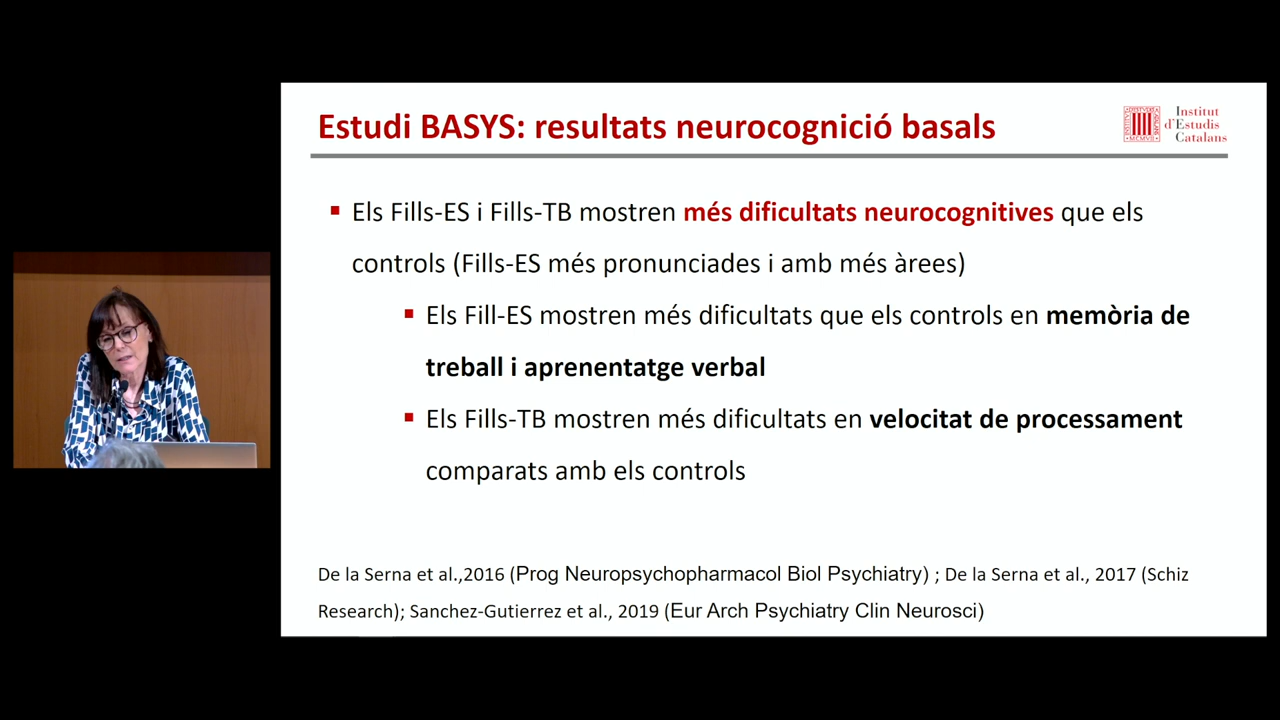 Estudi BASYS: resultats neurocognició basals
Institut
d'Estudis
Catalans
Els Fills-ES i Fills-TB mostren més dificultats neurocognitives que els
controls (Fills-ES més pronunciades i amb més àrees)
Els Fill-ES mostren més dificultats que els controls en memòria de
treball i aprenentatge verbal
Els Fills-TB mostren més dificultats en velocitat de processament
comparats amb els controls
De la Serna et al.,2016 (Prog Neuropsychopharmacol Biol Psychiatry) ; De la Serna et al., 2017 (Schiz
Research); Sanchez-Gutierrez et al., 2019 (Eur Arch Psychiatry Clin Neurosci)